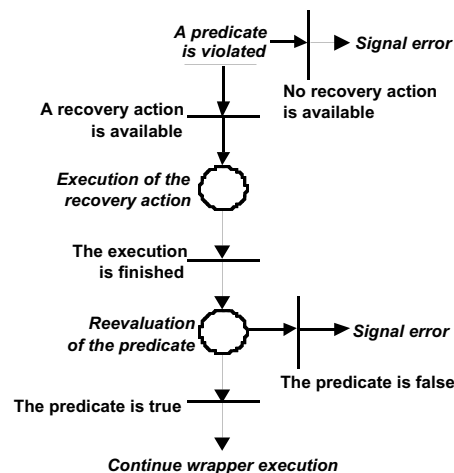 A predicate
is violated
Signal error
No recovery action
is available
A recovery action
is available
Execution of the
recovery action
The execution
is finished
Reevaluation
of the predicate
Signal error
The predicate is false
The predicate is true
Continue wrapper execution